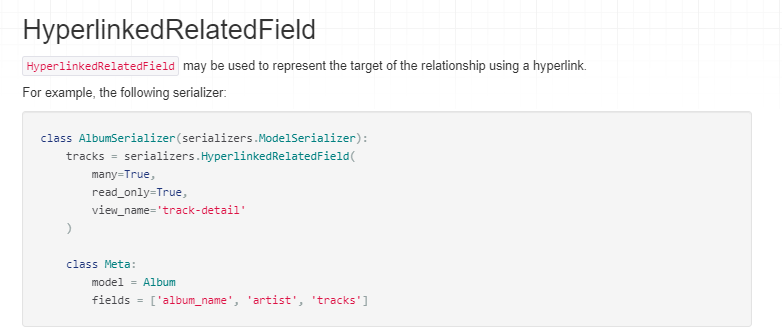 HyperlinkedRelatedField
HyperlinkedRelatedField may be used to represent the target of the relationship using a hyperlink.
For example, the following serializer:
class AlbumSerializer(serializers.ModelSerializer):
    tracks = serializers.HyperlinkedRelatedField(
        many=True,
        read_only=True,
        view_name='track-detail'
    )
    class Meta:
        model = Album
        fields = ['album_name', 'artist', 'tracks']